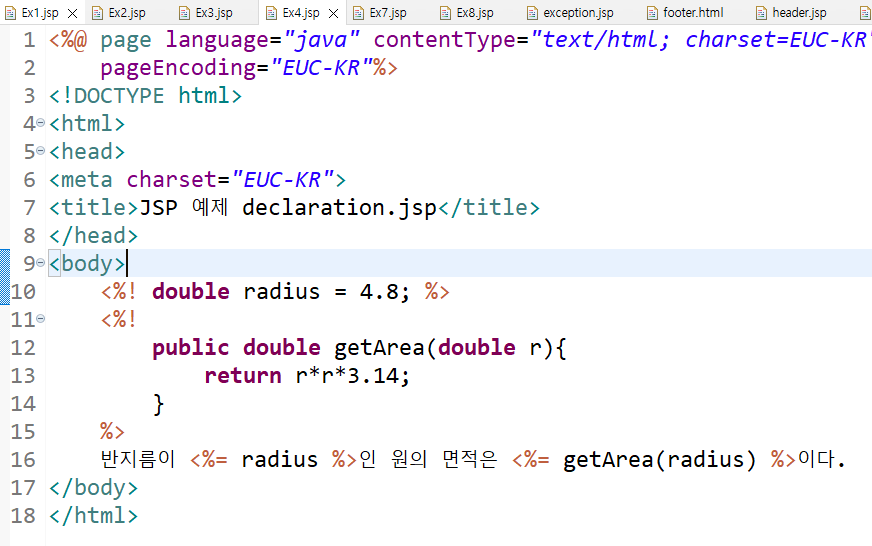 Ex1.jsp Ex2.jsp Ex3.jsp Ex4.jsp Ex7.jsp Ex8.jsp exception.jsp footer.html header.jsp
1 <%@ page language="java" contentType="text/html; charset=EUC-KR"
2 pageEncoding="EUC-KR"%>
3 <!DOCTYPE html>
4 <html>
5 <head>
6 <meta charset="EUC-KR">
7 <title>JSP 예제 declaration.jsp</title>
8 </head>
9 <body>
10 <%! double radius = 4.8; %>
11 <%!
12 public double getArea(double r){
13 return r*r*3.14;
14 }
15 %>
16 반지름이 <%= radius %>인 원의 면적은 <%= getArea(radius) %>이다.
17 </body>
18 </html>